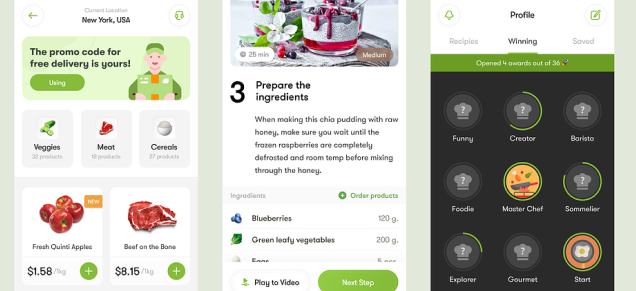 Current Location
New York, USA
The promo code for
free delivery is yours!
Using
Veggies
32 products
Meat
18 products
Cereals
27 products
NEW
Fresh Quinti Apples
$1.58 /1kg
Beef on the Bone
$8.15 /1kg
25 min
Medium
3 Prepare the
ingredients
When making this chia pudding with raw
honey, make sure you wait until the
frozen raspberries are completely
defrosted and room temp before mixing
through the honey.
Ingredients
Order products
Blueberries 120 g.
Green leafy vegetables 200 g.
Eggs 5 pcs.
Play to Video
Next Step
Profile
Recipies
Winning
Saved
Opened 4 awards out of 36
Funny
Creator
Barista
Foodie
Master Chef
Sommelier
Explorer
Gourmet
Start